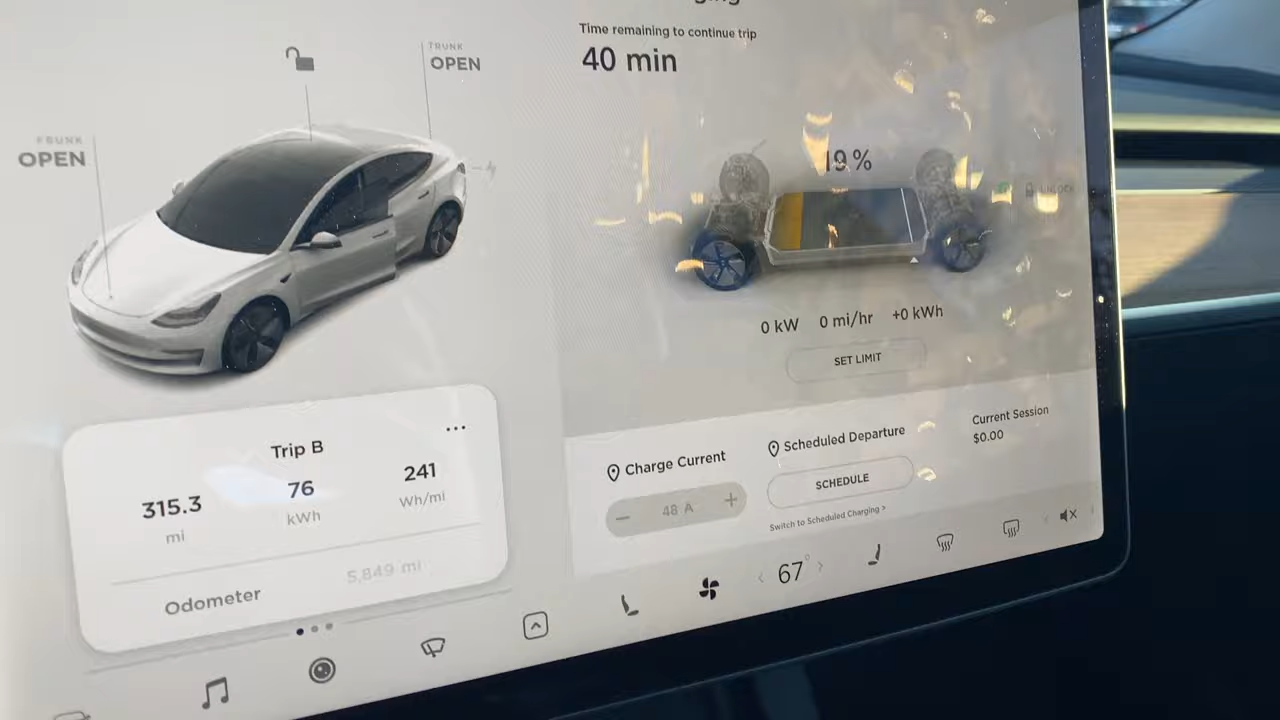 Time remaining to continue trip
40 min
TRUNK
OPEN
FRUNK
OPEN
19%
UNLOCK
0 kW 0 mi/hr +0 kWh
SET LIMIT
Trip B
315.3
mi
76
kWh
241
Wh/mi
Odometer 5,849 mi
Charge Current
− 48 A +
Scheduled Departure
SCHEDULE
Switch to Scheduled Charging >
Current Session
$0.00
< 67° >